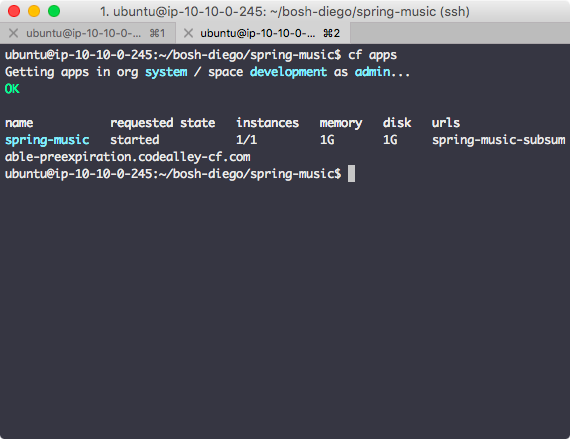 1. ubuntu@ip-10-10-0-245: ~/bosh-diego/spring-music (ssh)
ubuntu@ip-10-10-0-... ⌘1 ubuntu@ip-10-10-0-... ⌘2
ubuntu@ip-10-10-0-245:~/bosh-diego/spring-music$ cf apps
Getting apps in org system / space development as admin...
OK
name requested state instances memory disk urls
spring-music started 1/1 1G 1G spring-music-subsum
able-preexpiration.codealley-cf.com
ubuntu@ip-10-10-0-245:~/bosh-diego/spring-music$